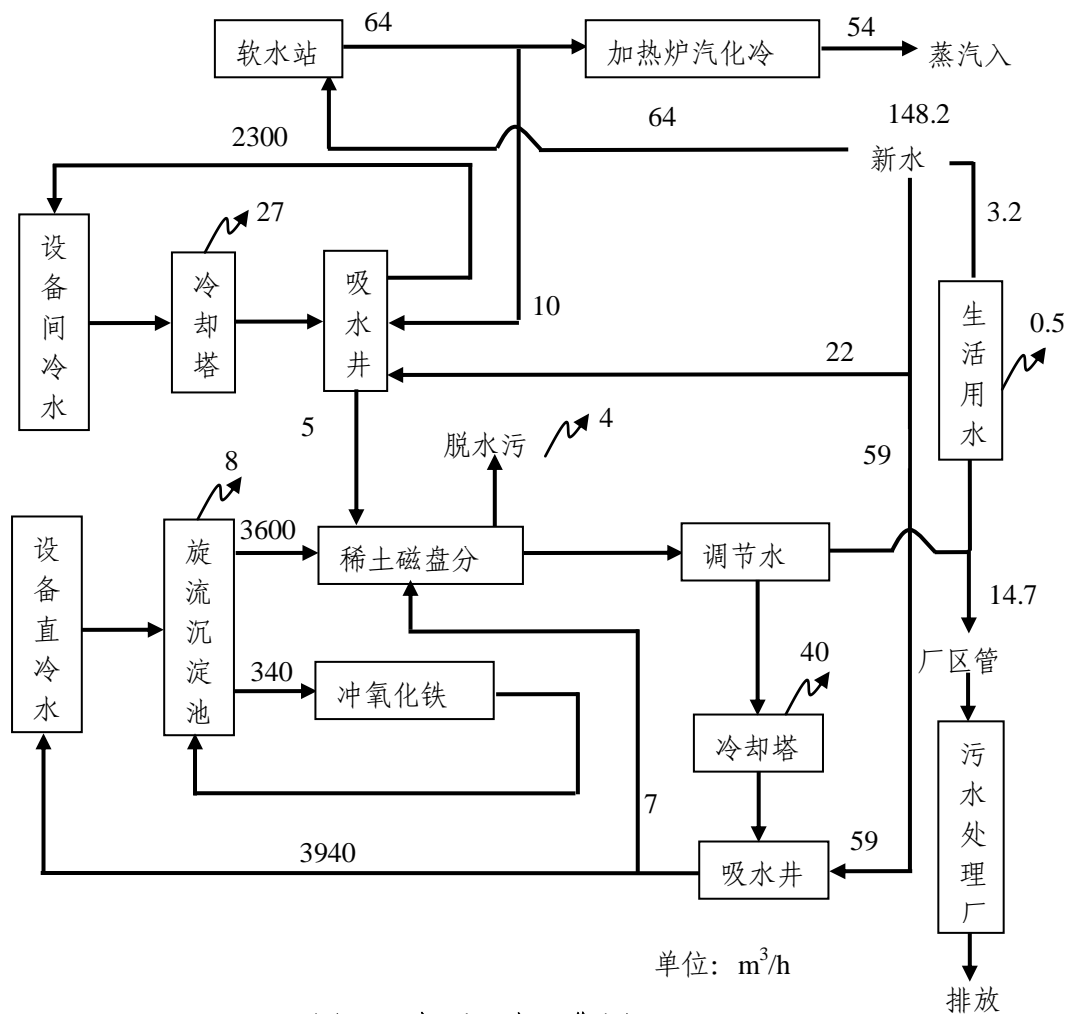 软水站
64
加热炉汽化冷
54
蒸汽入
64
148.2
新水
2300
3.2
27
设备间冷水
冷却塔
吸水井
10
22
生活用水
0.5
5
脱水污
4
59
8
设备直冷水
旋流沉淀池
3600
稀土磁盘分
调节水
14.7
340
冲氧化铁
40
厂区管
冷却塔
污水处理厂
7
3940
吸水井
59
单位：m³/h
排放